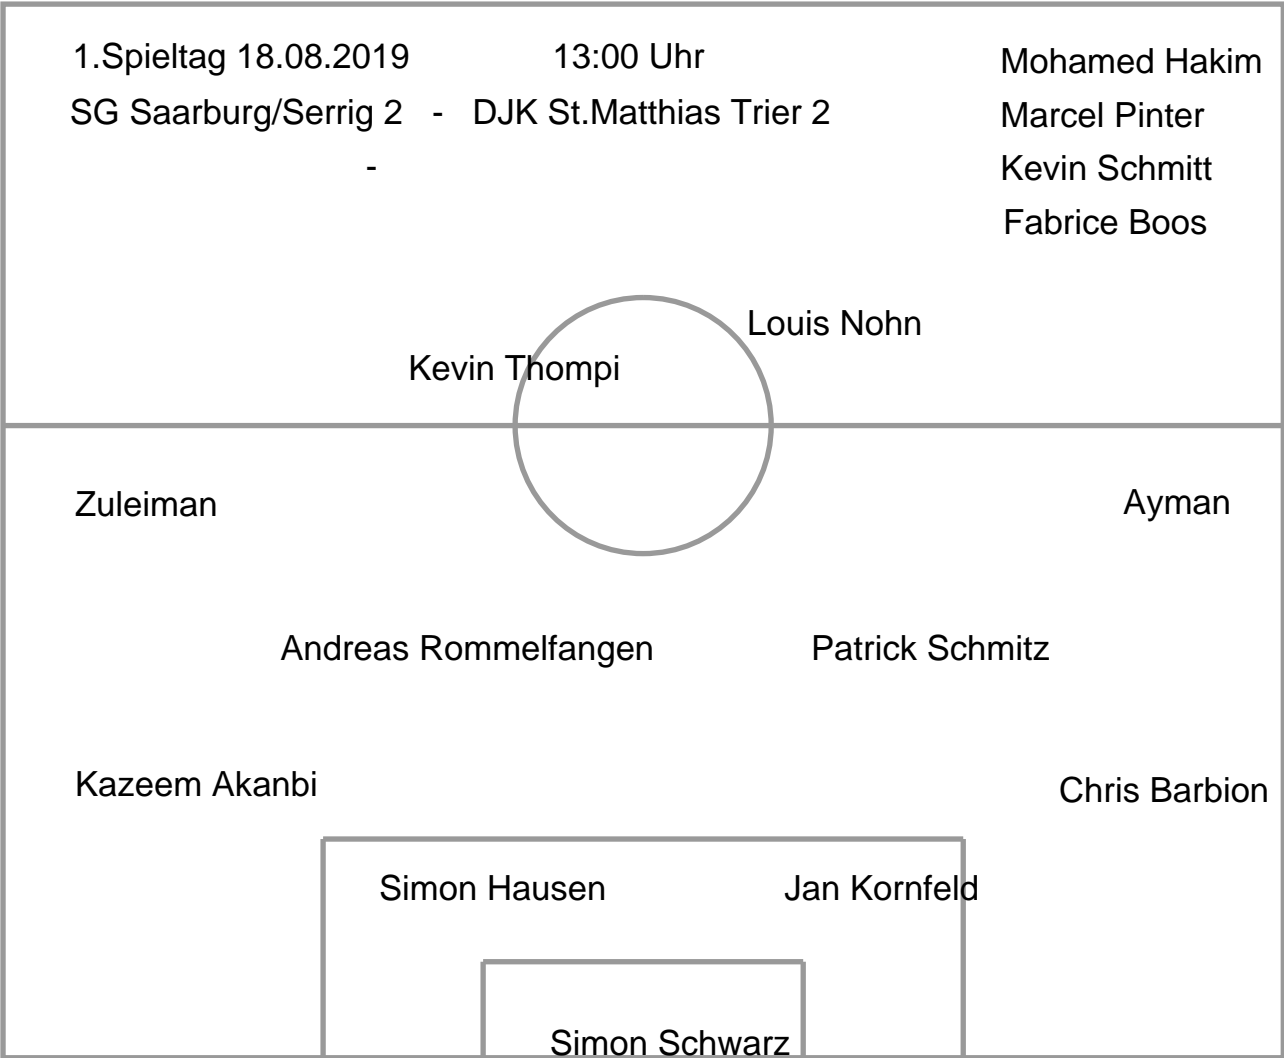 1.Spieltag 18.08.2019 13:00 Uhr
SG Saarburg/Serrig 2 - DJK St.Matthias Trier 2
-
Mohamed Hakim
Marcel Pinter
Kevin Schmitt
Fabrice Boos
Louis Nohn
Kevin Thompi
Zuleiman
Ayman
Andreas Rommelfangen
Patrick Schmitz
Kazeem Akanbi
Chris Barbion
Simon Hausen
Jan Kornfeld
Simon Schwarz